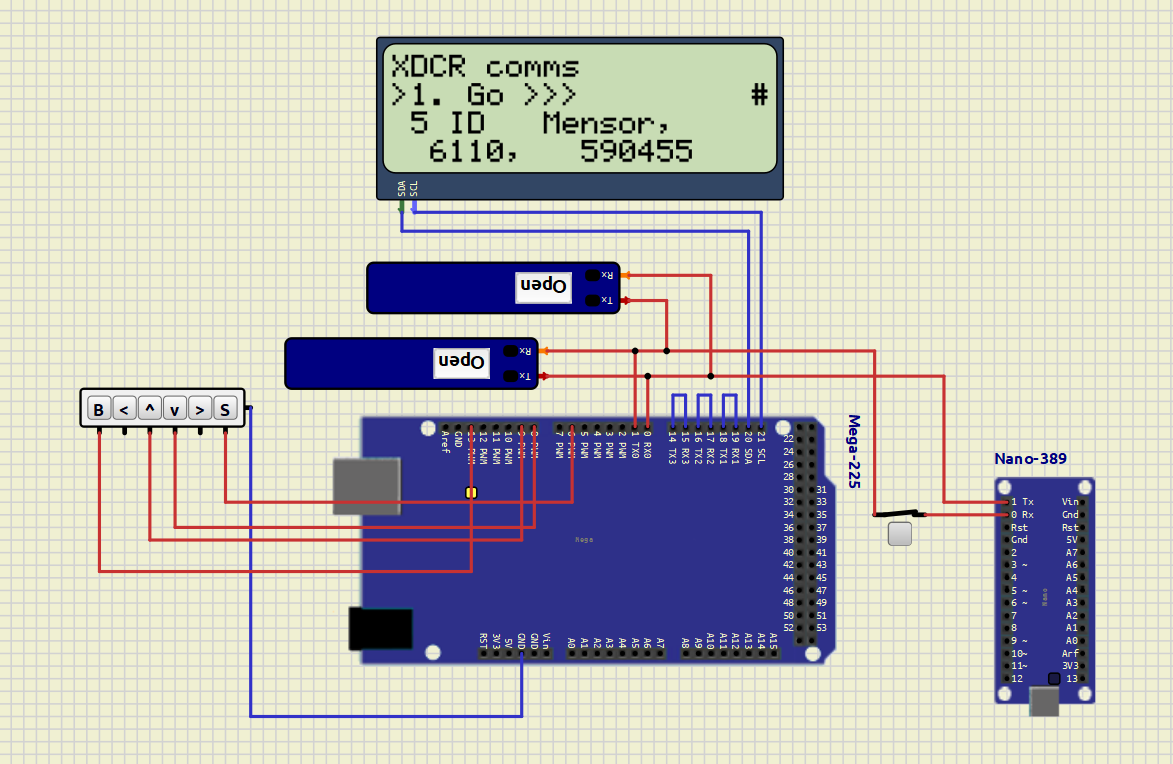 XDCR comms
>1. Go >>> #
5 ID Mensor,
6110, 590455
SDA
SCL
Open
Rx
Tx
Open
Rx
Tx
B < ^ v > S
Mega-225
Nano-389
Aref
GND
13 PWM
12 PWM
11 PWM
10 PWM
9 PWM
8 PWM
7 PWM
6 PWM
5 PWM
4 PWM
3 PWM
2 PWM
1 TX0
0 RX0
14 TX3
15 RX3
16 TX2
17 RX2
18 TX1
19 RX1
20 SDA
21 SCL
22
24
26
28
30 31
32 33
34 35
36 37
38 39
40 41
42 43
44 45
46 47
48 49
50 51
52 53
Mega
RST
3V3
5V
GND
GND
Vin
A0
A1
A2
A3
A4
A5
A6
A7
A8
A9
A10
A11
A12
A13
A14
A15
1 Tx Vin
0 Rx Gnd
Rst Rst
Gnd 5V
2 A7
3 ~ A6
4 A5
5 ~ A4
6 ~ A3
7 A2
8 A1
9 ~ A0
10~ Arf
11~ 3V3
12 13
Nano